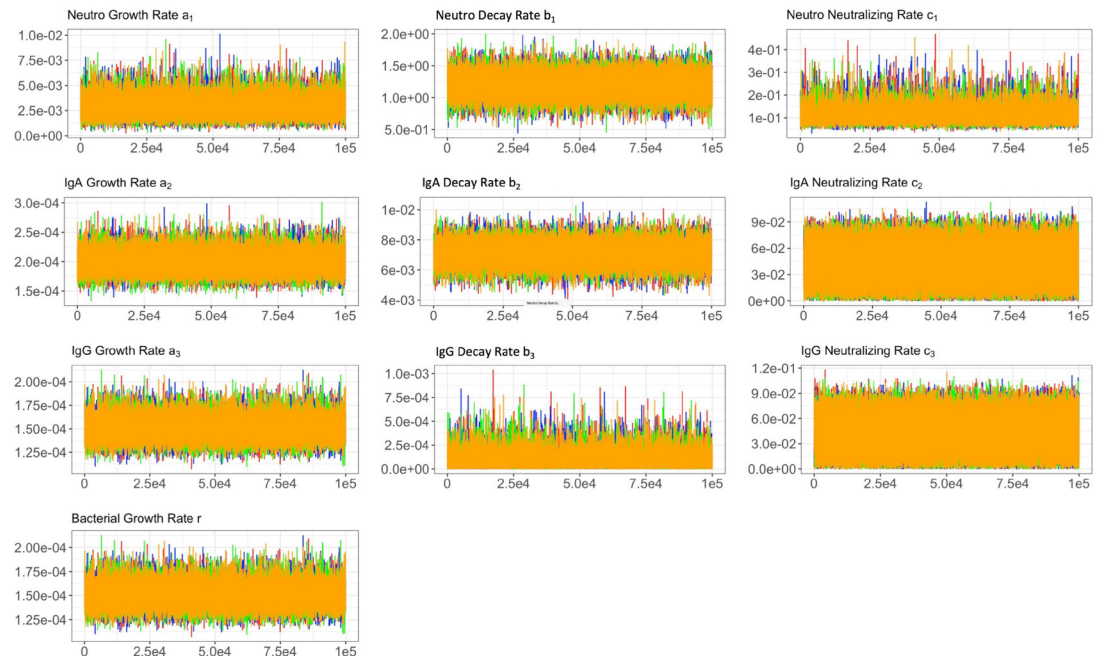 Neutro Growth Rate a₁
1.0e-02
7.5e-03
5.0e-03
2.5e-03
0.0e+00
0 2.5e4 5.0e4 7.5e4 1e5
Neutro Decay Rate b₁
2.0e+00
1.5e+00
1.0e+00
5.0e-01
0 2.5e4 5.0e4 7.5e4 1e5
Neutro Neutralizing Rate c₁
4e-01
3e-01
2e-01
1e-01
0 2.5e4 5.0e4 7.5e4 1e5
IgA Growth Rate a₂
3.0e-04
2.5e-04
2.0e-04
1.5e-04
0 2.5e4 5.0e4 7.5e4 1e5
IgA Decay Rate b₂
1e-02
8e-03
6e-03
4e-03
Neutro Decay Rate b₁
0 2.5e4 5.0e4 7.5e4 1e5
IgA Neutralizing Rate c₂
9e-02
6e-02
3e-02
0e+00
0 2.5e4 5.0e4 7.5e4 1e5
IgG Growth Rate a₃
2.00e-04
1.75e-04
1.50e-04
1.25e-04
0 2.5e4 5.0e4 7.5e4 1e5
IgG Decay Rate b₃
1.0e-03
7.5e-04
5.0e-04
2.5e-04
0.0e+00
0 2.5e4 5.0e4 7.5e4 1e5
IgG Neutralizing Rate c₃
1.2e-01
9.0e-02
6.0e-02
3.0e-02
0.0e+00
0 2.5e4 5.0e4 7.5e4 1e5
Bacterial Growth Rate r
2.00e-04
1.75e-04
1.50e-04
1.25e-04
0 2.5e4 5.0e4 7.5e4 1e5